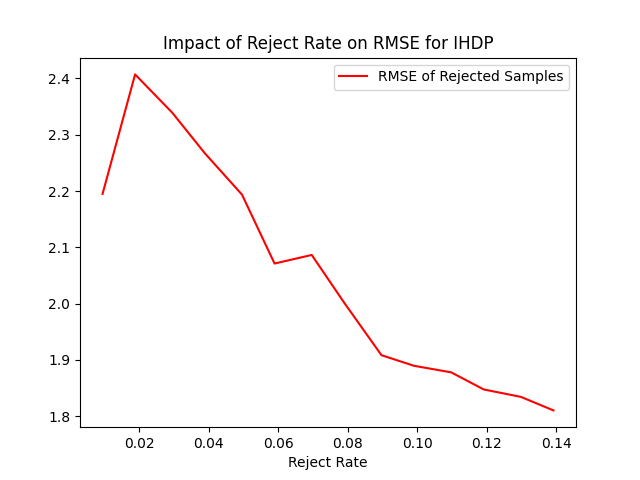 Impact of Reject Rate on RMSE for IHDP
RMSE of Rejected Samples
2.4
2.3
2.2
2.1
2.0
1.9
1.8
0.02 0.04 0.06 0.08 0.10 0.12 0.14
Reject Rate